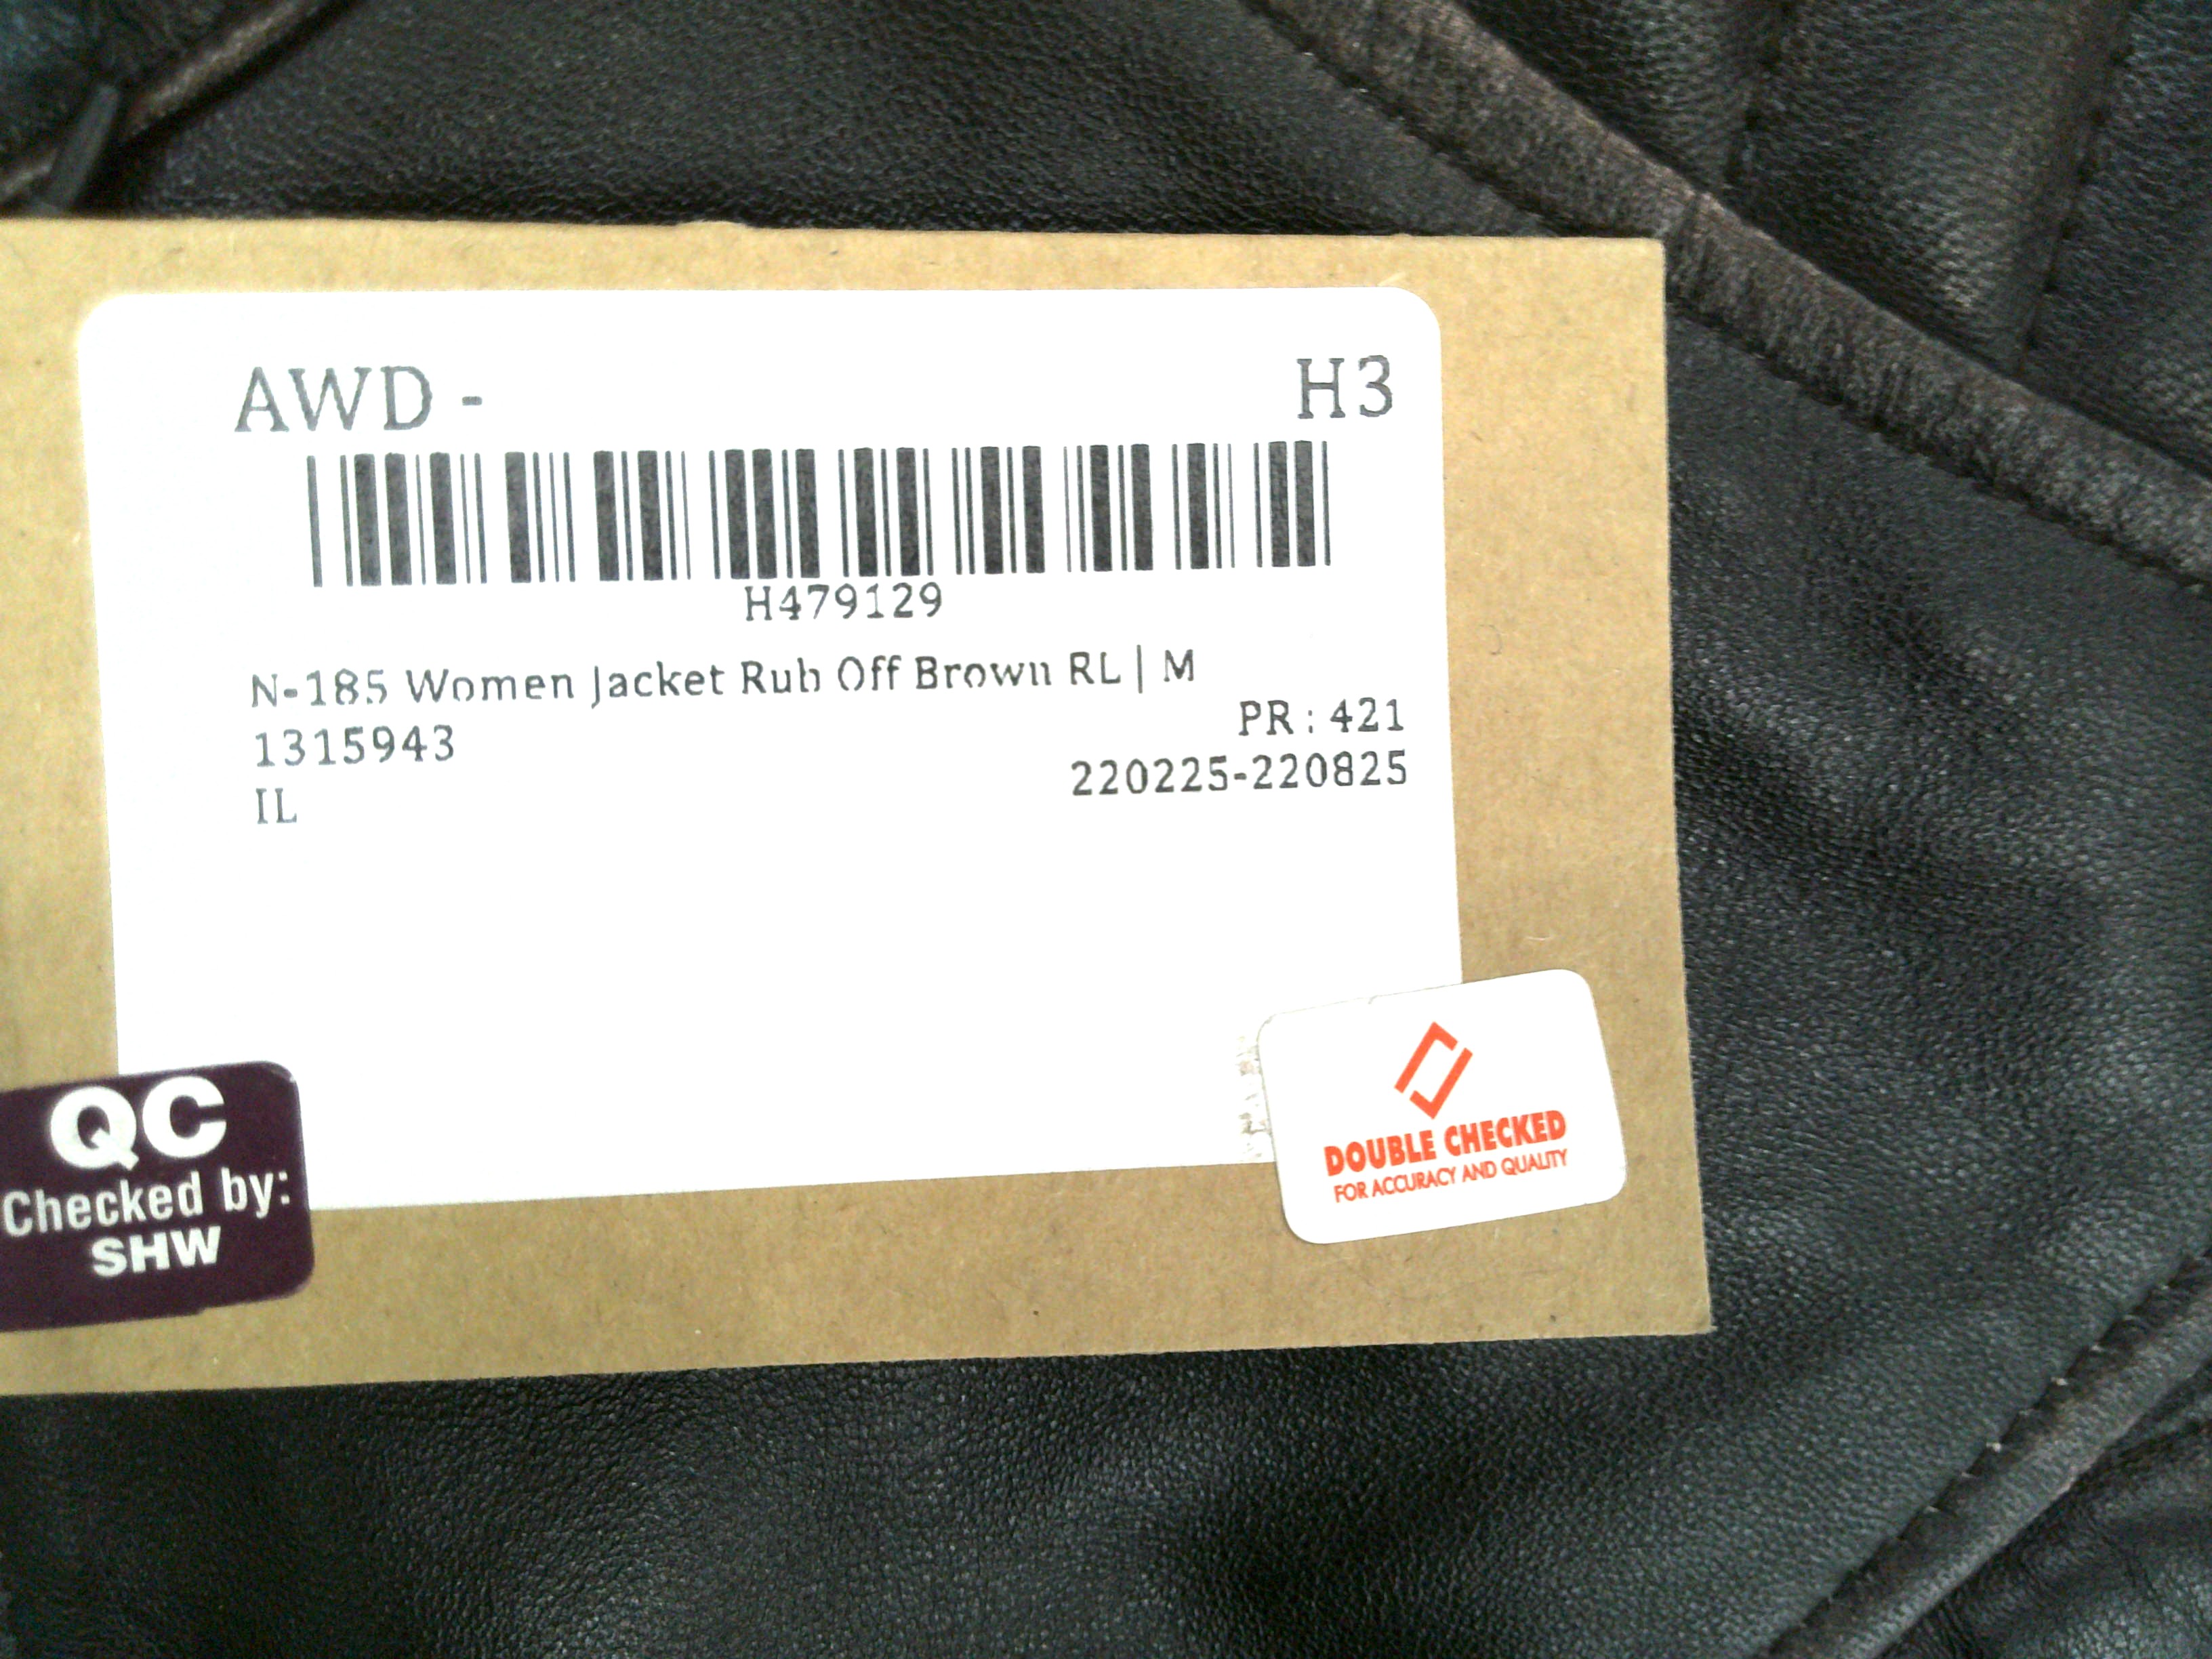 AWD - H3
H479129
N-185 Women Jacket Rub Off Brown RL | M
1315943 PR : 421
220225-220825
IL
QC
Checked by:
SHW
DOUBLE CHECKED
FOR ACCURACY AND QUALITY